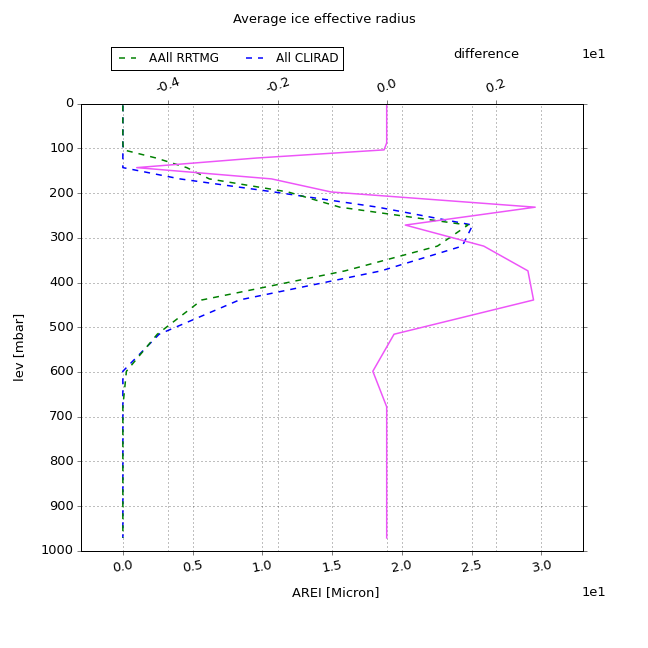 Average ice effective radius
AAll RRTMG All CLIRAD
difference 1e1
-0.4 -0.2 0.0 0.2
0
100
200
300
400
500
600
700
800
900
1000
lev [mbar]
0.0 0.5 1.0 1.5 2.0 2.5 3.0
AREI [Micron] 1e1